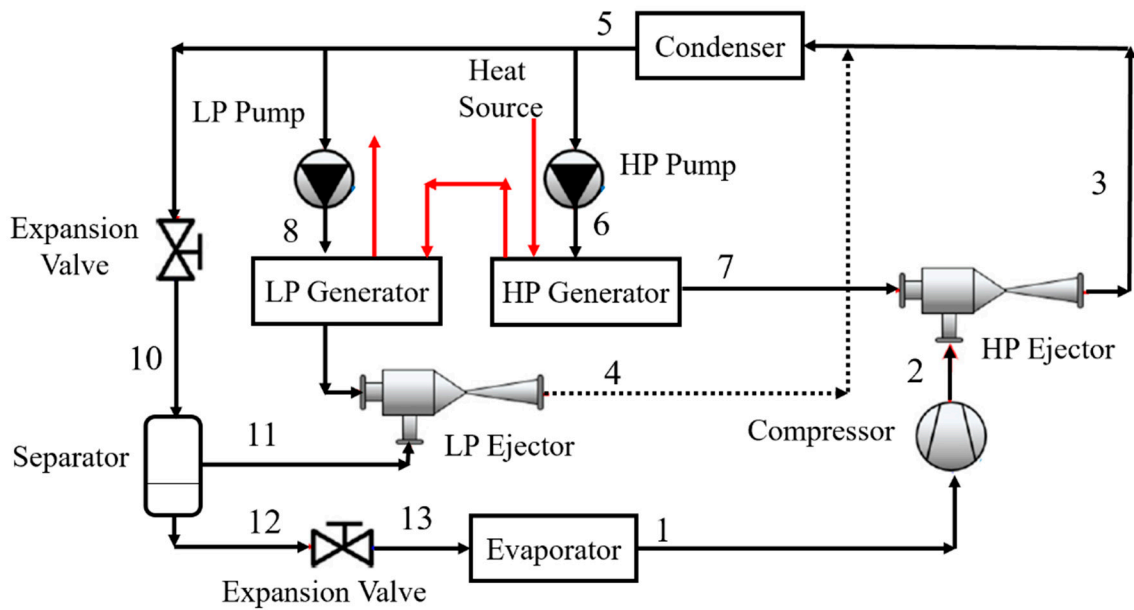 5
Condenser
Heat
Source
LP Pump
HP Pump
3
Expansion
Valve
8
6
7
LP Generator
HP Generator
HP Ejector
10
4
2
11
LP Ejector
Compressor
Separator
12
13
1
Evaporator
Expansion Valve